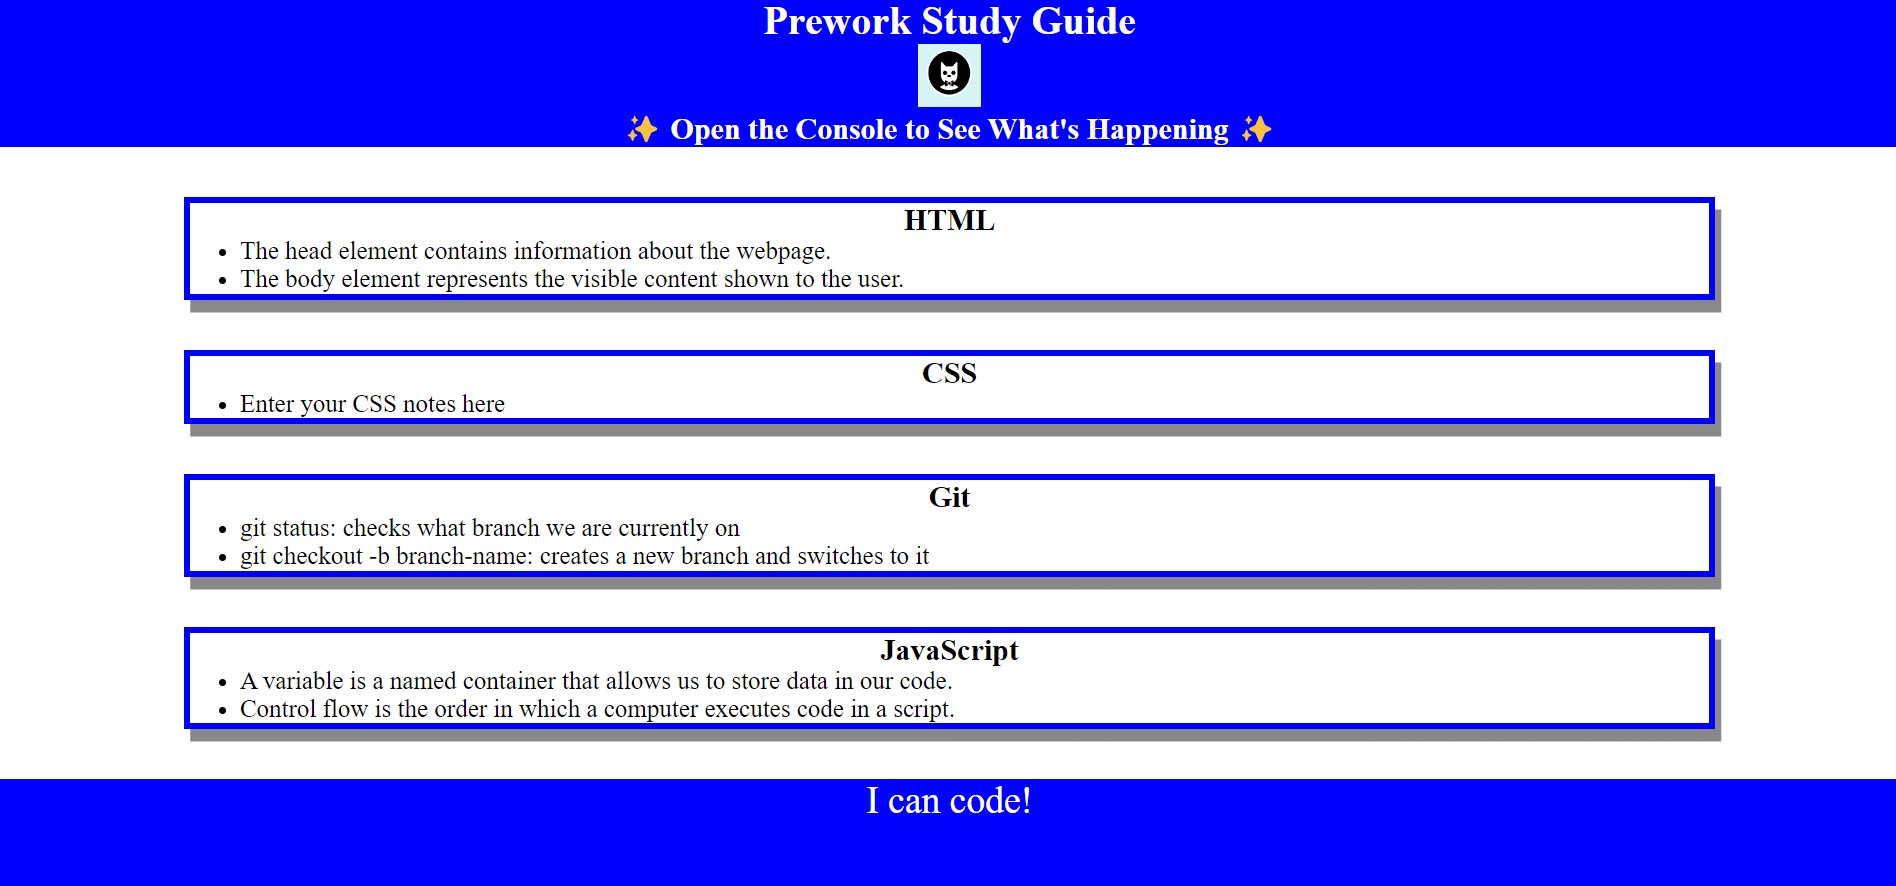 Prework Study Guide
✨ Open the Console to See What's Happening ✨
HTML
• The head element contains information about the webpage.
• The body element represents the visible content shown to the user.
CSS
• Enter your CSS notes here
Git
• git status: checks what branch we are currently on
• git checkout -b branch-name: creates a new branch and switches to it
JavaScript
• A variable is a named container that allows us to store data in our code.
• Control flow is the order in which a computer executes code in a script.
I can code!